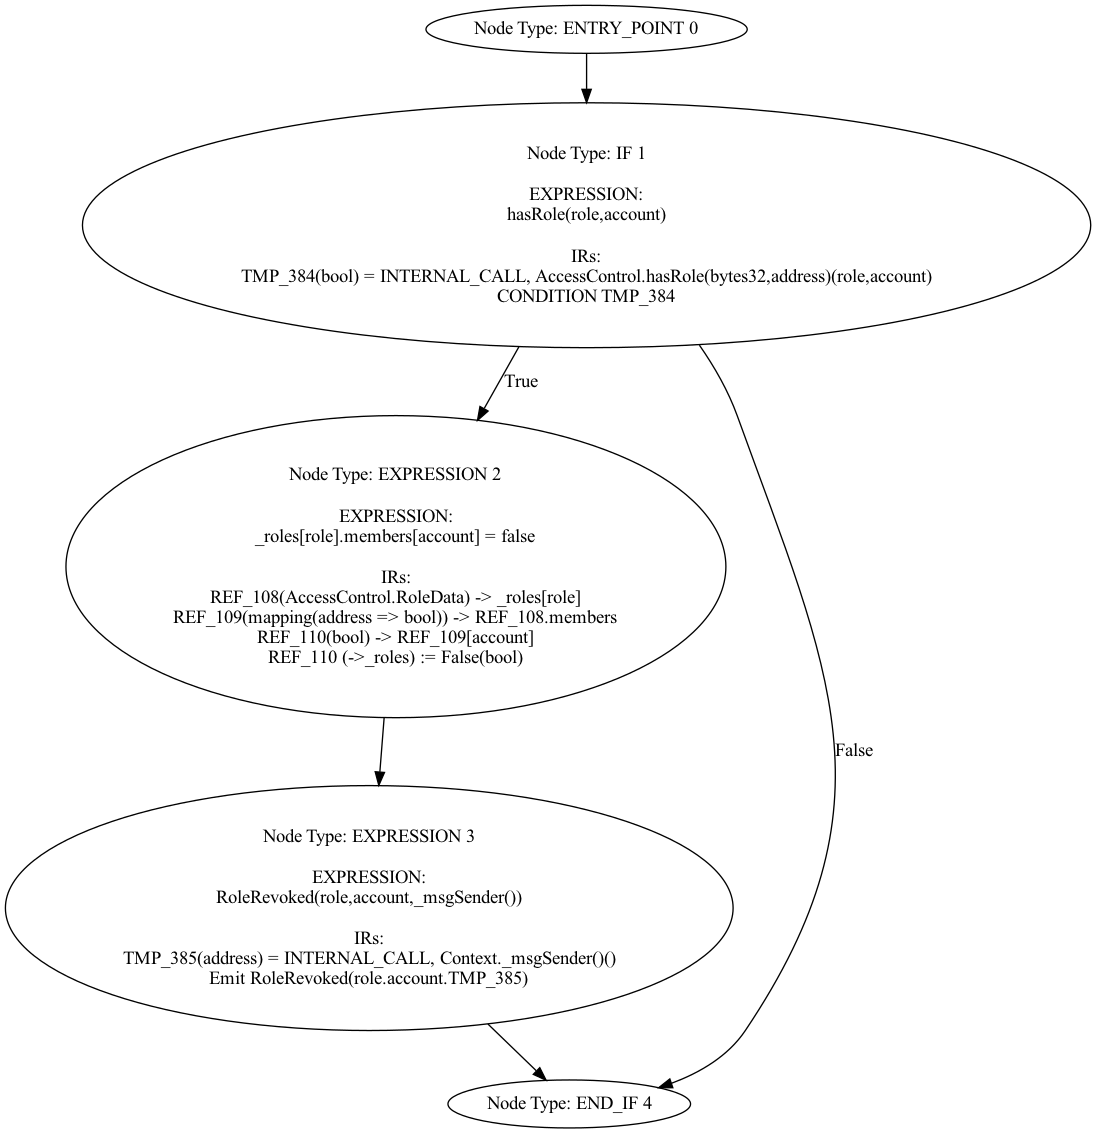 Node Type: ENTRY_POINT 0
Node Type: IF 1
EXPRESSION:
hasRole(role,account)
IRs:
TMP_384(bool) = INTERNAL_CALL, AccessControl.hasRole(bytes32,address)(role,account)
CONDITION TMP_384
True
Node Type: EXPRESSION 2
EXPRESSION:
_roles[role].members[account] = false
IRs:
REF_108(AccessControl.RoleData) -> _roles[role]
REF_109(mapping(address => bool)) -> REF_108.members
REF_110(bool) -> REF_109[account]
REF_110 (->_roles) := False(bool)
False
Node Type: EXPRESSION 3
EXPRESSION:
RoleRevoked(role,account,_msgSender())
IRs:
TMP_385(address) = INTERNAL_CALL, Context._msgSender()()
Emit RoleRevoked(role.account.TMP_385)
Node Type: END_IF 4